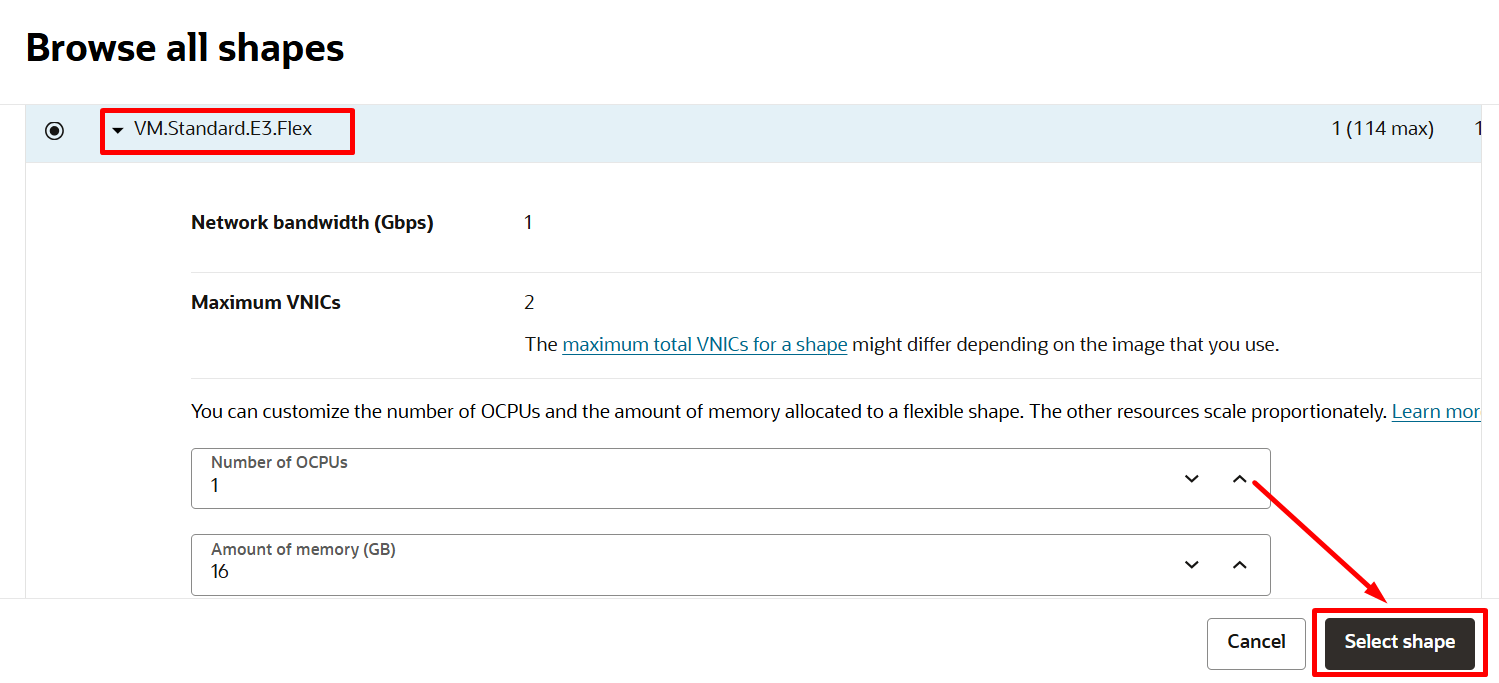 Browse all shapes
VM.Standard.E3.Flex 1 (114 max) 1
Network bandwidth (Gbps) 1
Maximum VNICs 2
The maximum total VNICs for a shape might differ depending on the image that you use.
You can customize the number of OCPUs and the amount of memory allocated to a flexible shape. The other resources scale proportionately. Learn mor
Number of OCPUs
1
Amount of memory (GB)
16
Cancel Select shape